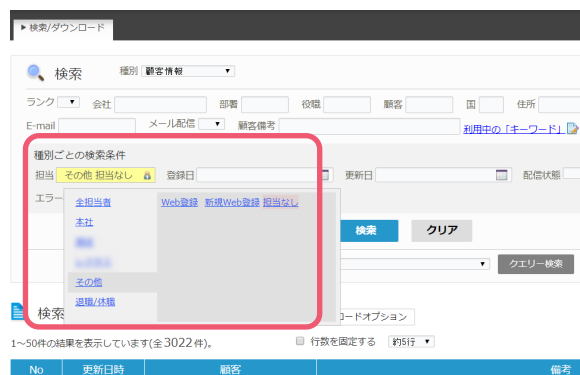 ▶ 検索/ダウンロード
検索 種別 顧客情報
ランク 会社 部署 役職 顧客 国 住所
E-mail メール配信 顧客備考 利用中の「キーワード」
種別ごとの検索条件
担当 その他 担当なし 登録日 更新日 配信状態
エラー
全担当者 Web登録 新規Web登録 担当なし
本社
その他
退職/休職
検索 クリア
クエリー検索
検索 ロードオプション
1～50件の結果を表示しています(全3022件)。 行数を固定する 約5行
No 更新日時 顧客 備考